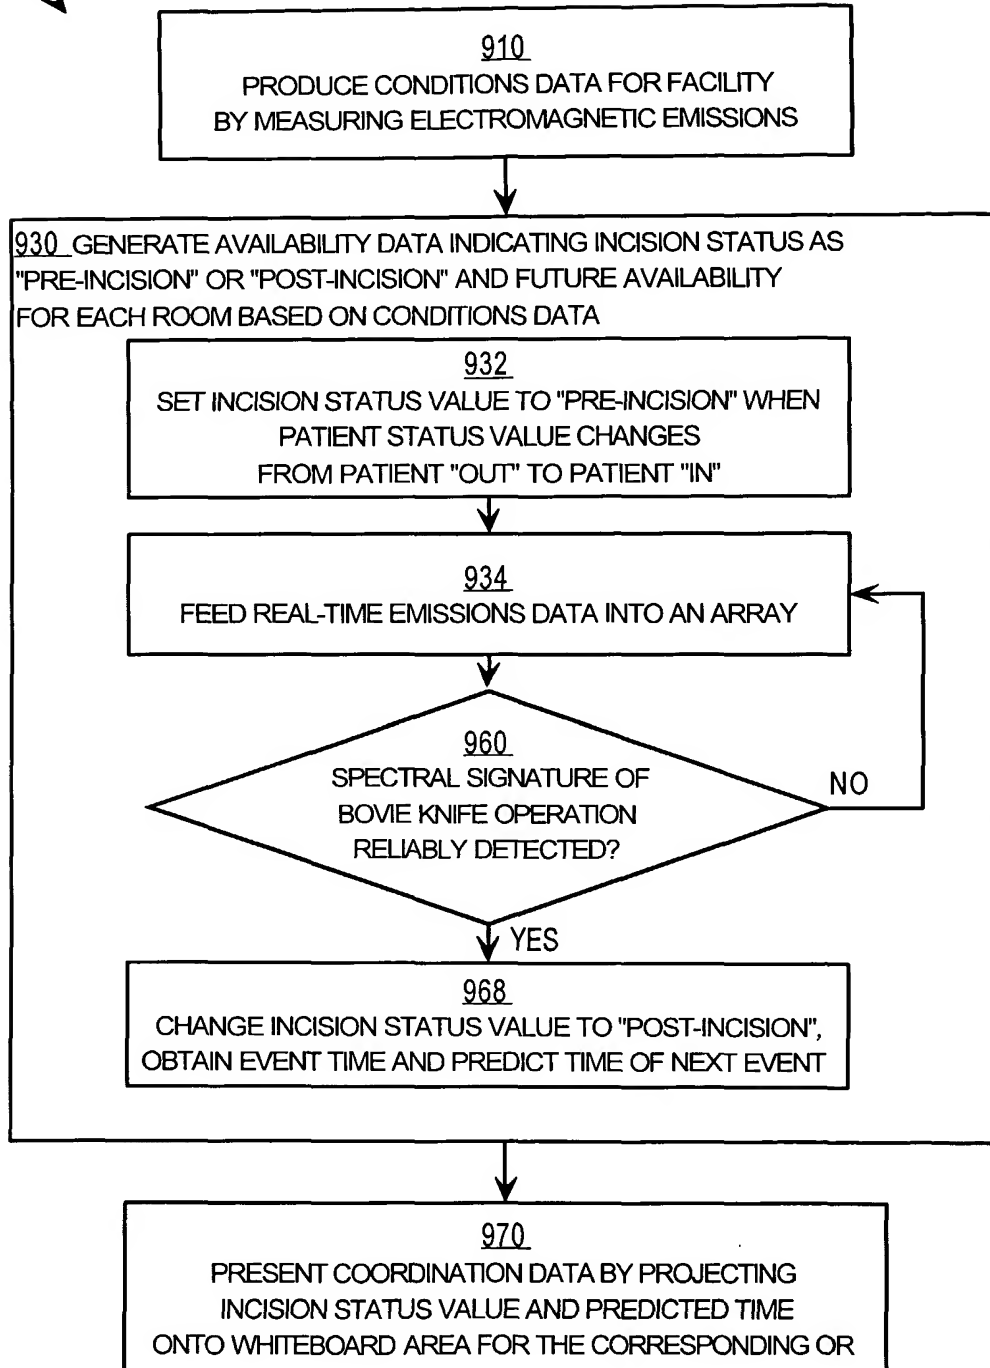 910
PRODUCE CONDITIONS DATA FOR FACILITY
BY MEASURING ELECTROMAGNETIC EMISSIONS
930 GENERATE AVAILABILITY DATA INDICATING INCISION STATUS AS
"PRE-INCISION" OR "POST-INCISION" AND FUTURE AVAILABILITY
FOR EACH ROOM BASED ON CONDITIONS DATA
932
SET INCISION STATUS VALUE TO "PRE-INCISION" WHEN
PATIENT STATUS VALUE CHANGES
FROM PATIENT "OUT" TO PATIENT "IN"
934
FEED REAL-TIME EMISSIONS DATA INTO AN ARRAY
960
SPECTRAL SIGNATURE OF
BOVIE KNIFE OPERATION
RELIABLY DETECTED?
NO
YES
968
CHANGE INCISION STATUS VALUE TO "POST-INCISION",
OBTAIN EVENT TIME AND PREDICT TIME OF NEXT EVENT
970
PRESENT COORDINATION DATA BY PROJECTING
INCISION STATUS VALUE AND PREDICTED TIME
ONTO WHITEBOARD AREA FOR THE CORRESPONDING OR